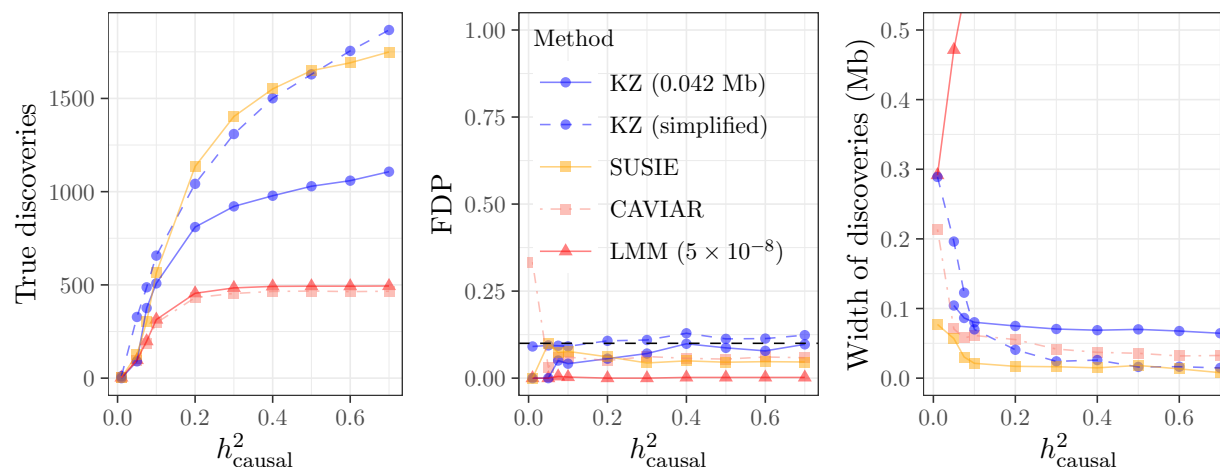 True discoveries
1500
1000
500
0
0.0 0.2 0.4 0.6
h²causal
FDP
1.00
0.75
0.50
0.25
0.00
Method
KZ (0.042 Mb)
KZ (simplified)
SUSIE
CAVIAR
LMM (5 × 10⁻⁸)
0.0 0.2 0.4 0.6
h²causal
Width of discoveries (Mb)
0.5
0.4
0.3
0.2
0.1
0.0
0.0 0.2 0.4 0.6
h²causal